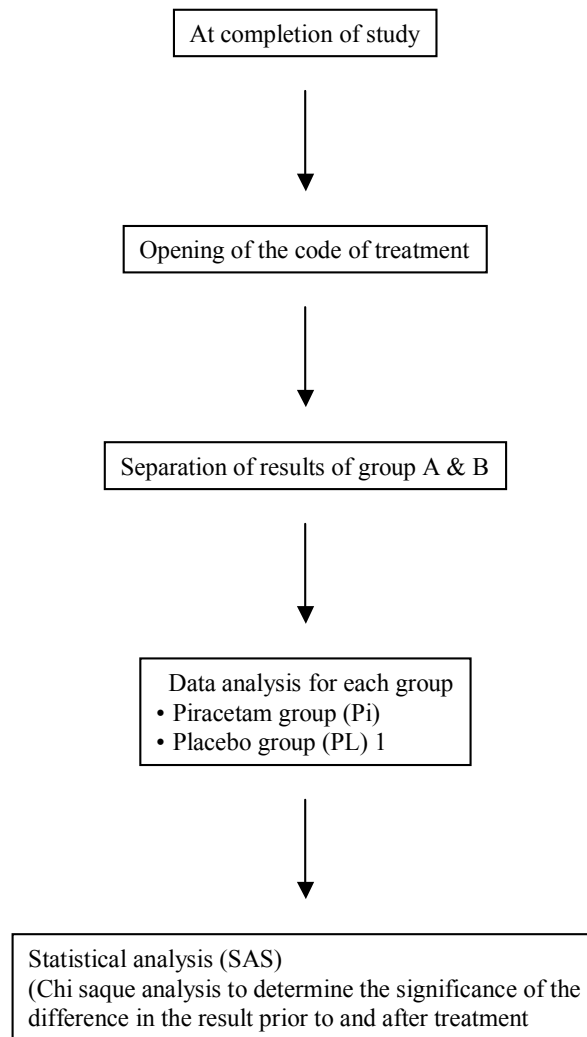 At completion of study
Opening of the code of treatment
Separation of results of group A & B
Data analysis for each group
• Piracetam group (Pi)
• Placebo group (PL) 1
Statistical analysis (SAS)
(Chi saque analysis to determine the significance of the
difference in the result prior to and after treatment